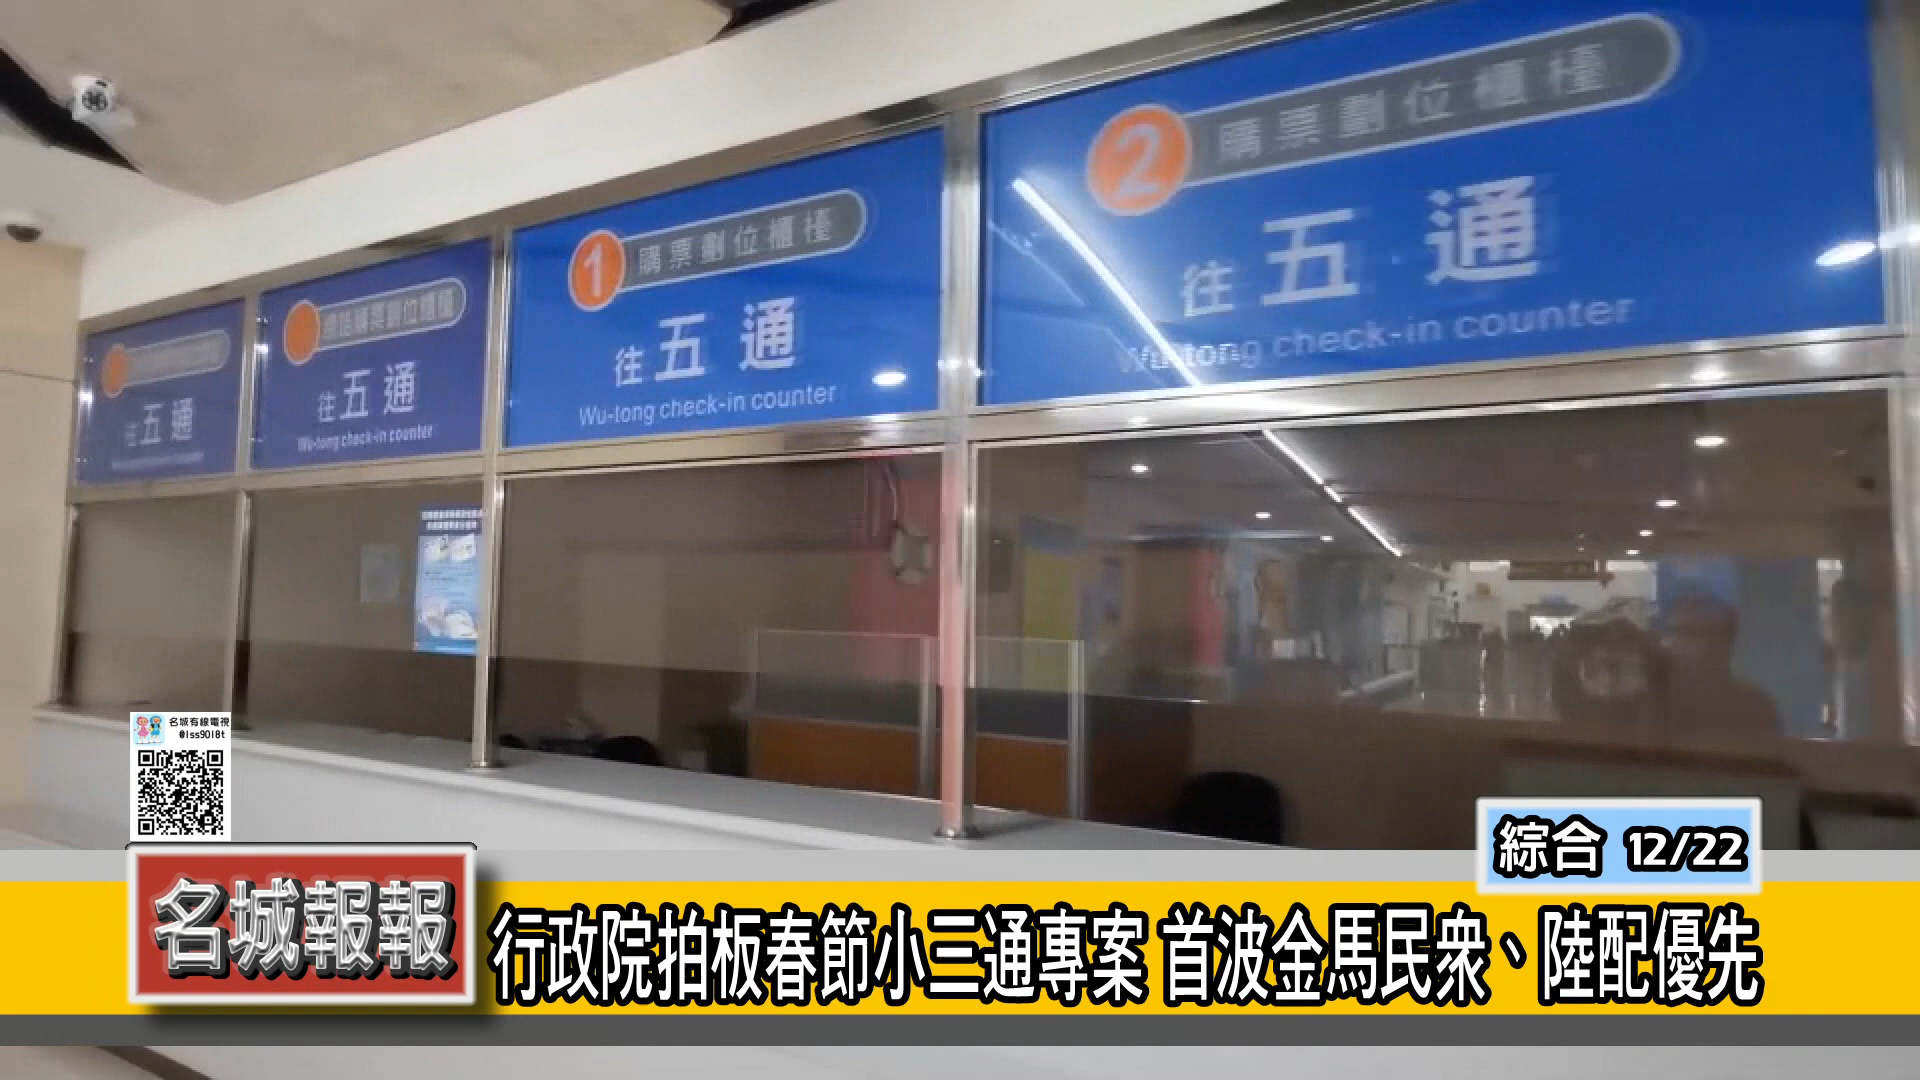 2 購票劃位櫃檯
往五通
Wu-tong check-in counter
1 購票劃位櫃檯
往五通
Wu-tong check-in counter
網路購票劃位櫃檯
往五通
Wu-tong check-in counter
往五通
名城有線電視
@lss9018t
綜合 12/22
名城報報
行政院拍板春節小三通專案 首波金馬民衆、陸配優先